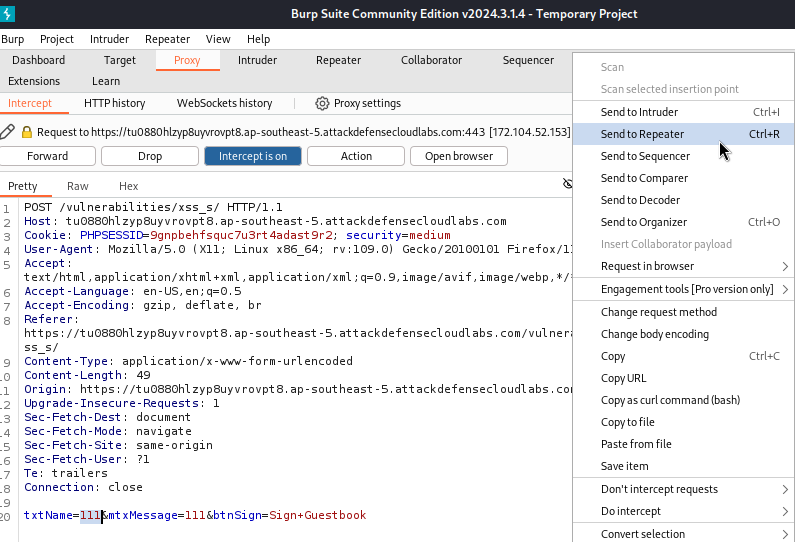 Burp Suite Community Edition v2024.3.1.4 - Temporary Project
Burp Project Intruder Repeater View Help
Dashboard Target Proxy Intruder Repeater Collaborator Sequencer
Extensions Learn
Intercept HTTP history WebSockets history Proxy settings
Request to https://tu0880hlzyp8uyvrovpt8.ap-southeast-5.attackdefensecloudlabs.com:443 [172.104.52.153]
Forward Drop Intercept is on Action Open browser
Pretty Raw Hex
1 POST /vulnerabilities/xss_s/ HTTP/1.1
2 Host: tu0880hlzyp8uyvrovpt8.ap-southeast-5.attackdefensecloudlabs.com
3 Cookie: PHPSESSID=9gnpbehfsquc7u3rt4adast9r2; security=medium
4 User-Agent: Mozilla/5.0 (X11; Linux x86_64; rv:109.0) Gecko/20100101 Firefox/11
5 Accept:
text/html,application/xhtml+xml,application/xml;q=0.9,image/avif,image/webp,*/
6 Accept-Language: en-US,en;q=0.5
7 Accept-Encoding: gzip, deflate, br
8 Referer:
https://tu0880hlzyp8uyvrovpt8.ap-southeast-5.attackdefensecloudlabs.com/vulnera
ss_s/
9 Content-Type: application/x-www-form-urlencoded
10 Content-Length: 49
11 Origin: https://tu0880hlzyp8uyvrovpt8.ap-southeast-5.attackdefensecloudlabs.com
12 Upgrade-Insecure-Requests: 1
13 Sec-Fetch-Dest: document
14 Sec-Fetch-Mode: navigate
15 Sec-Fetch-Site: same-origin
16 Sec-Fetch-User: ?1
17 Te: trailers
18 Connection: close
19
20 txtName=111&mtxMessage=111&btnSign=Sign+Guestbook
Scan
Scan selected insertion point
Send to Intruder Ctrl+I
Send to Repeater Ctrl+R
Send to Sequencer
Send to Comparer
Send to Decoder
Send to Organizer Ctrl+O
Insert Collaborator payload
Request in browser
Engagement tools [Pro version only]
Change request method
Change body encoding
Copy Ctrl+C
Copy URL
Copy as curl command (bash)
Copy to file
Paste from file
Save item
Don't intercept requests
Do intercept
Convert selection